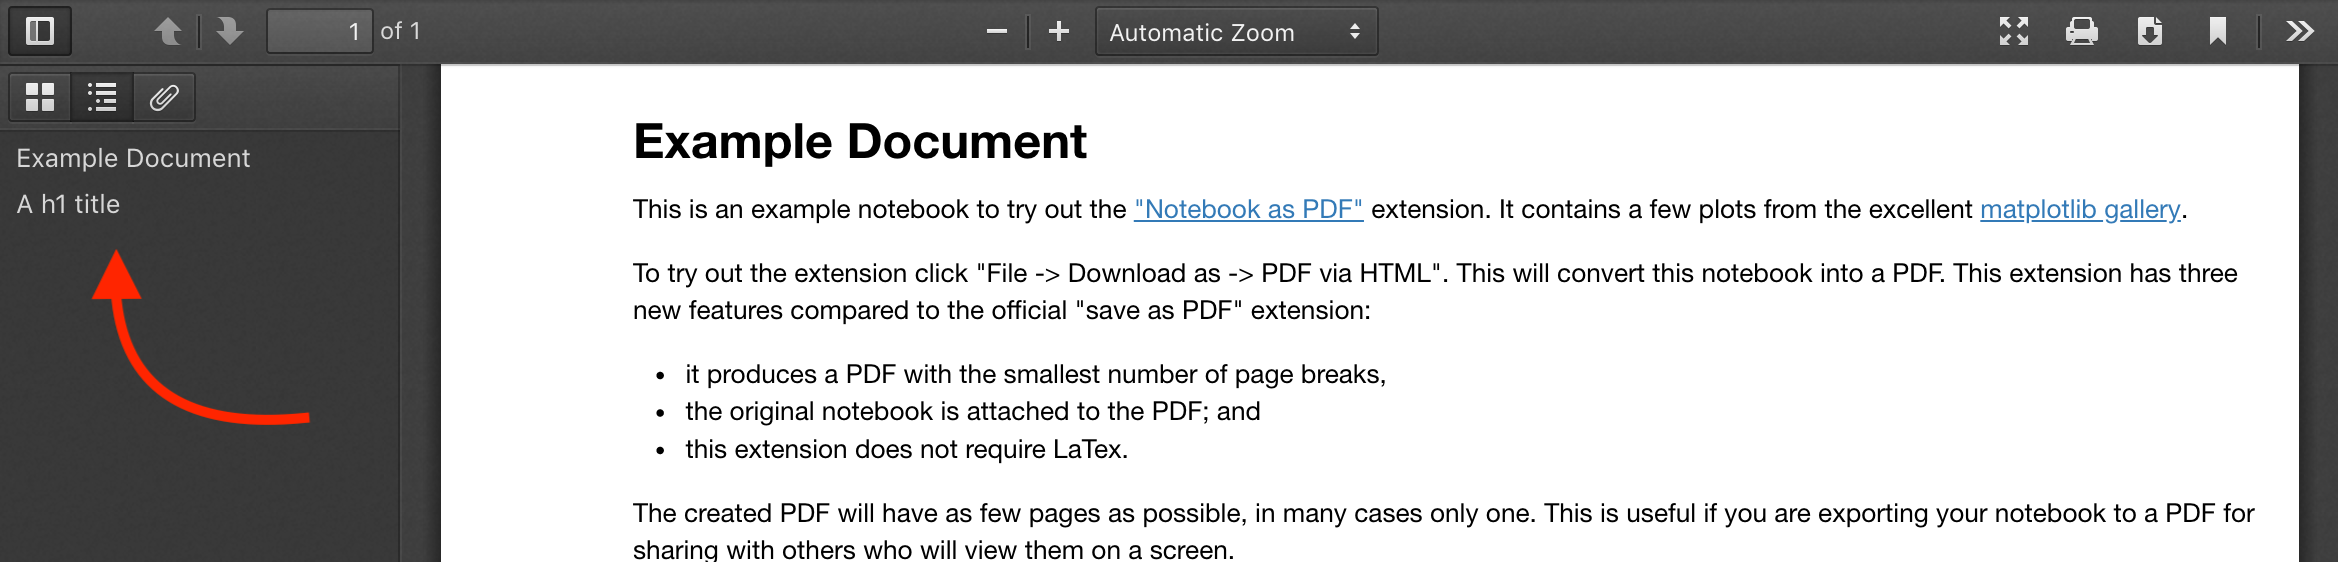 1 of 1
Automatic Zoom
Example Document
A h1 title
Example Document
This is an example notebook to try out the "Notebook as PDF" extension. It contains a few plots from the excellent matplotlib gallery.
To try out the extension click "File -> Download as -> PDF via HTML". This will convert this notebook into a PDF. This extension has three
new features compared to the official "save as PDF" extension:
• it produces a PDF with the smallest number of page breaks,
• the original notebook is attached to the PDF; and
• this extension does not require LaTex.
The created PDF will have as few pages as possible, in many cases only one. This is useful if you are exporting your notebook to a PDF for
sharing with others who will view them on a screen.